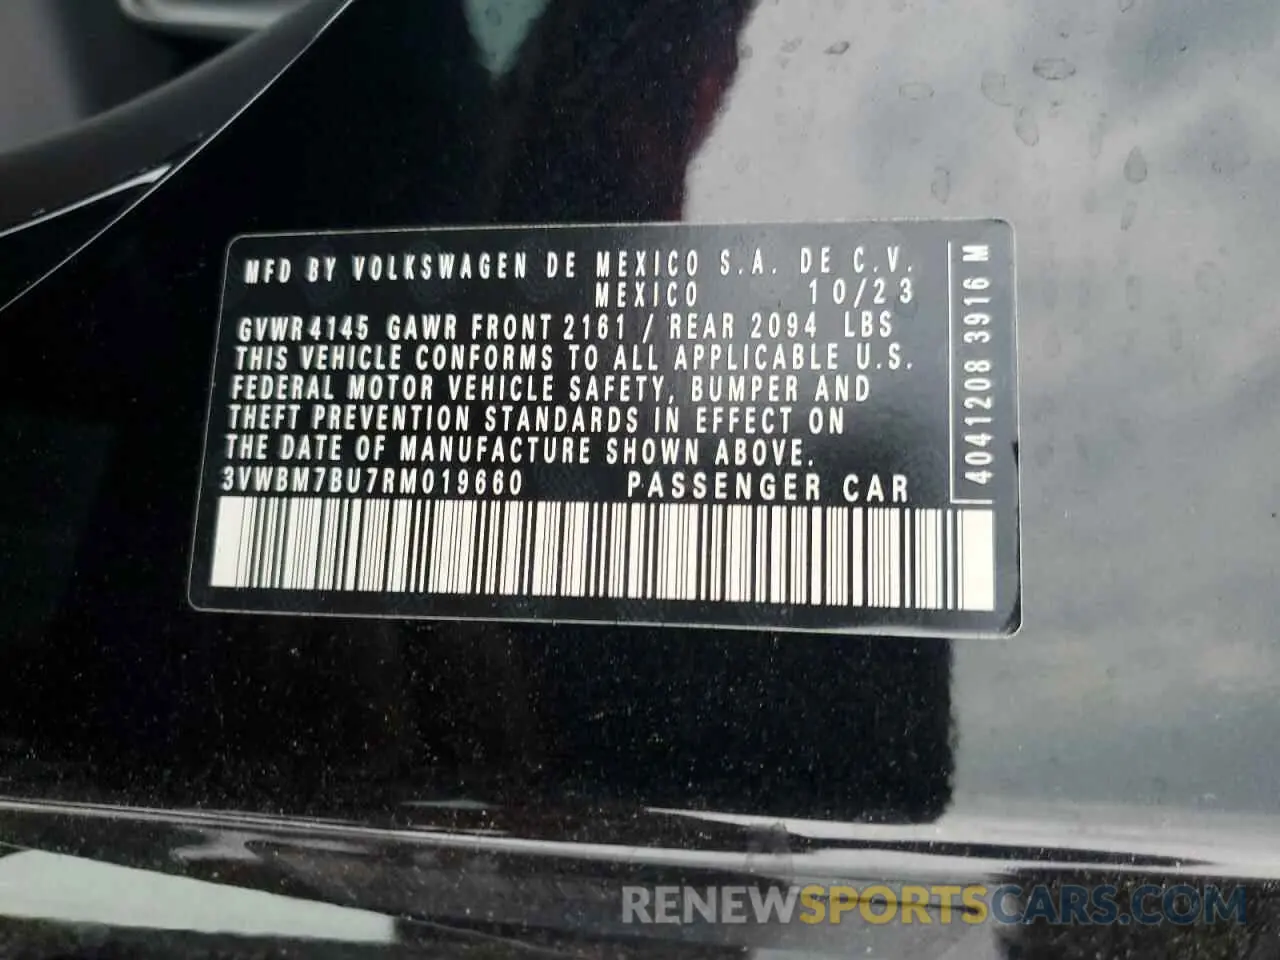 MFD BY VOLKSWAGEN DE MEXICO S.A. DE C.V.
MEXICO 10/23
GVWR 4145 GAWR FRONT 2161 / REAR 2094 LBS
THIS VEHICLE CONFORMS TO ALL APPLICABLE U.S.
FEDERAL MOTOR VEHICLE SAFETY, BUMPER AND
THEFT PREVENTION STANDARDS IN EFFECT ON
THE DATE OF MANUFACTURE SHOWN ABOVE.
3VWBM7BU7RM019660 PASSENGER CAR
4041208 3916 M
RENEWSPORTSCARS.COM